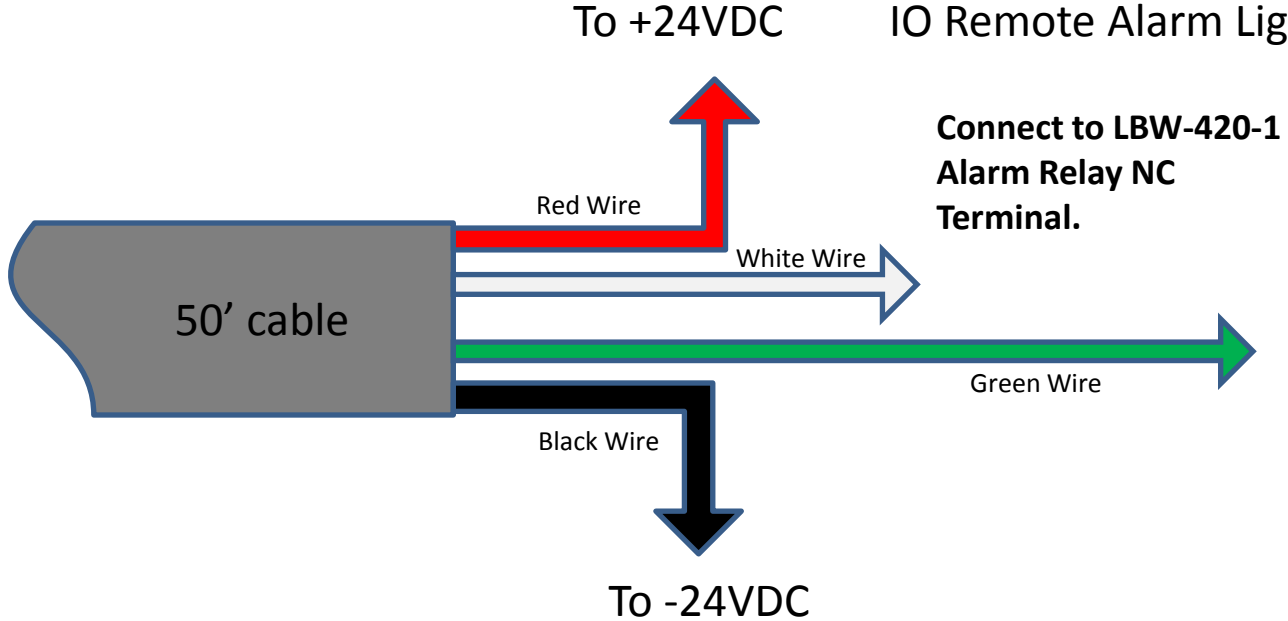 To +24VDC
IO Remote Alarm Lig
Connect to LBW-420-1
Alarm Relay NC
Terminal.
Red Wire
White Wire
50’ cable
Green Wire
Black Wire
To -24VDC